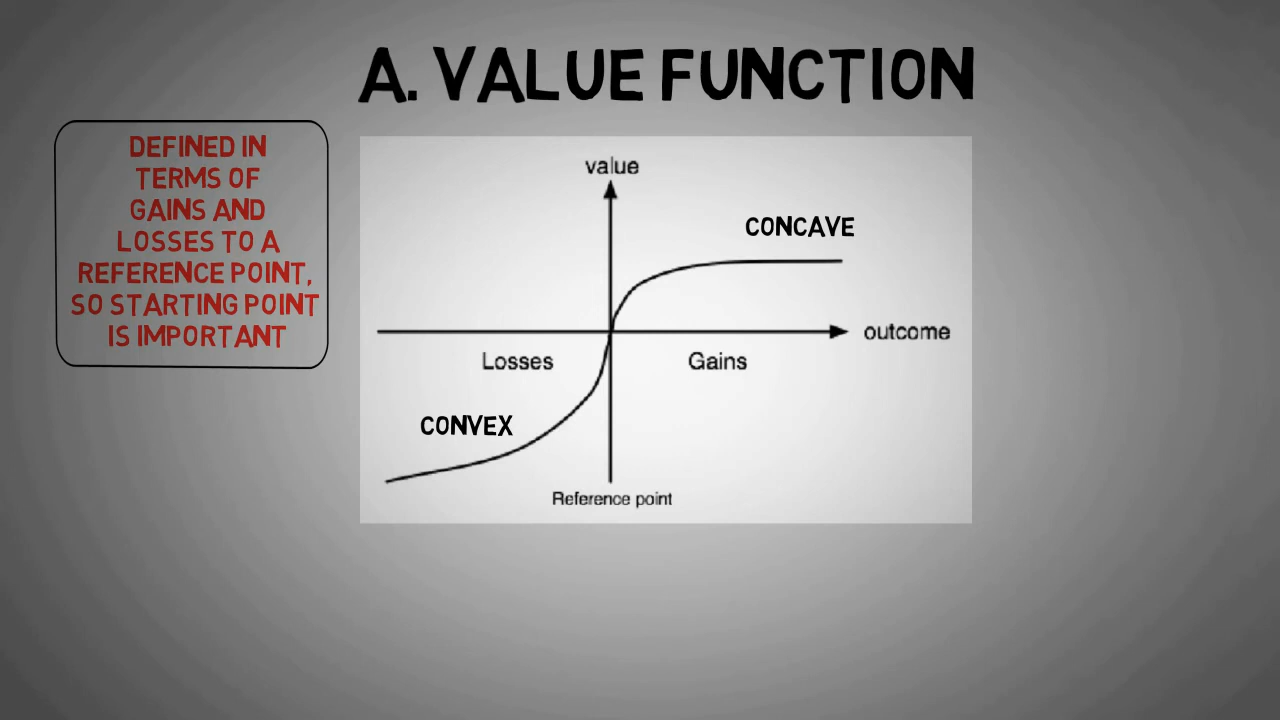 A. VALUE FUNCTION
DEFINED IN
TERMS OF
GAINS AND
LOSSES TO A
REFERENCE POINT,
SO STARTING POINT
IS IMPORTANT
value
CONCAVE
outcome
Losses
Gains
CONVEX
Reference point